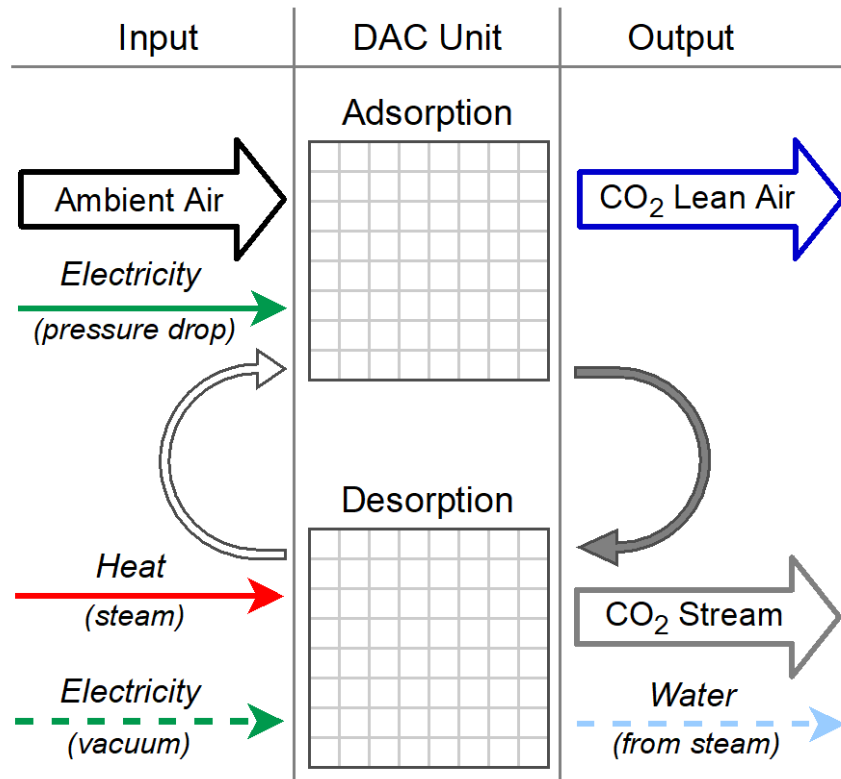 Input
DAC Unit
Output
Adsorption
Ambient Air
CO₂ Lean Air
Electricity
(pressure drop)
Desorption
Heat
(steam)
CO₂ Stream
Electricity
(vacuum)
Water
(from steam)